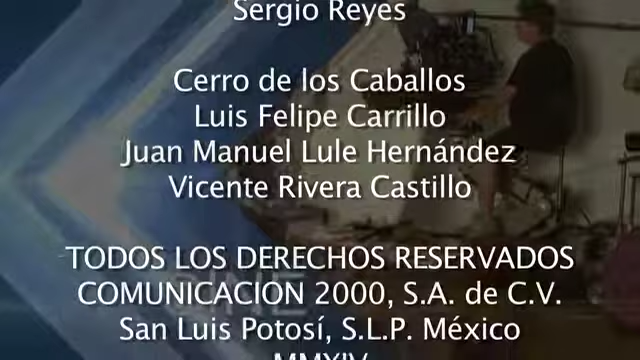 Sergio Reyes
Cerro de los Caballos
Luis Felipe Carrillo
Juan Manuel Lule Hernández
Vicente Rivera Castillo
TODOS LOS DERECHOS RESERVADOS
COMUNICACION 2000, S.A. de C.V.
San Luis Potosí, S.L.P. México
MMXIV